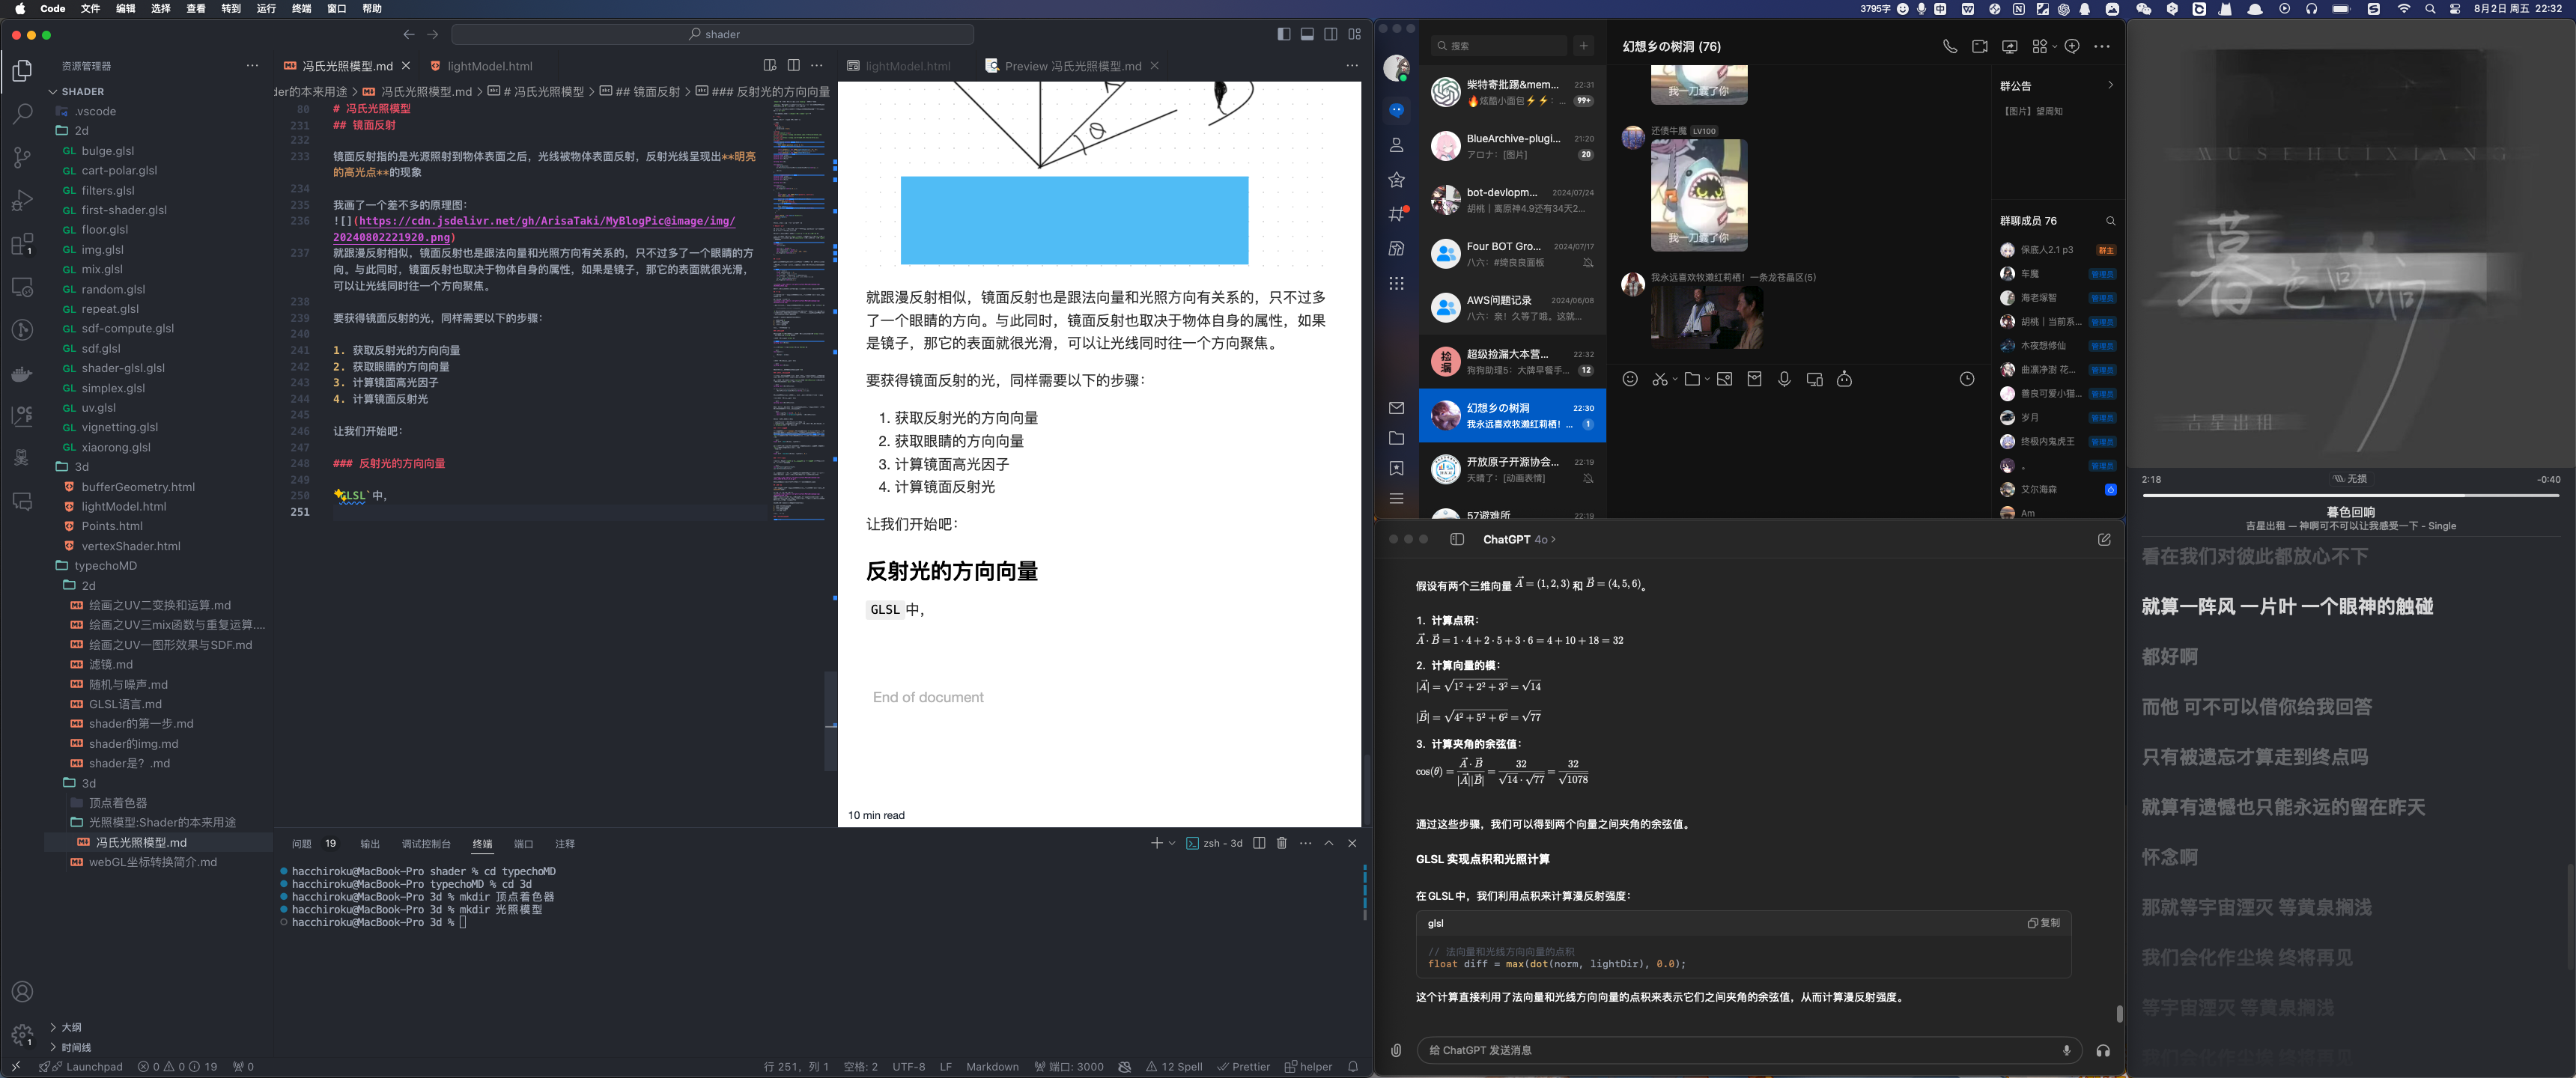 Code 文件 编辑 选择 查看 转到 运行 终端 窗口 帮助
3795字
8月2日 周五 22:32
shader
资源管理器
SHADER
.vscode
2d
bulge.glsl
cart-polar.glsl
filters.glsl
first-shader.glsl
floor.glsl
img.glsl
mix.glsl
random.glsl
repeat.glsl
sdf-compute.glsl
sdf.glsl
shader-glsl.glsl
simplex.glsl
uv.glsl
vignetting.glsl
xiaorong.glsl
3d
bufferGeometry.html
lightModel.html
Points.html
vertexShader.html
typechoMD
2d
绘画之UV二变换和运算.md
绘画之UV三mix函数与重复运算....
绘画之UV一图形效果与SDF.md
滤镜.md
随机与噪声.md
GLSL语言.md
shader的第一步.md
shader的img.md
shader是？.md
3d
顶点着色器
光照模型:Shader的本来用途
冯氏光照模型.md
webGL坐标转换简介.md
大纲
时间线
冯氏光照模型.md
lightModel.html
der的本来用途 > 冯氏光照模型.md > # 冯氏光照模型 > ## 镜面反射 > ### 反射光的方向向量
80 # 冯氏光照模型
231 ## 镜面反射
232
233 镜面反射指的是光源照射到物体表面之后，光线被物体表面反射，反射光线呈现出**明亮
的高光点**的现象
234
235 我画了一个差不多的原理图：
236 ![](https://cdn.jsdelivr.net/gh/ArisaTaki/MyBlogPic@image/img/
20240802221920.png)
237 就跟漫反射相似，镜面反射也是跟法向量和光照方向有关系的，只不过多了一个眼睛的方
向。与此同时，镜面反射也取决于物体自身的属性，如果是镜子，那它的表面就很光滑，
可以让光线同时往一个方向聚焦。
238
239 要获得镜面反射的光，同样需要以下的步骤：
240
241 1. 获取反射光的方向向量
242 2. 获取眼睛的方向向量
243 3. 计算镜面高光因子
244 4. 计算镜面反射光
245
246 让我们开始吧：
247
248 ### 反射光的方向向量
249
250 GLSL`中，
251
lightModel.html
Preview 冯氏光照模型.md
就跟漫反射相似，镜面反射也是跟法向量和光照方向有关系的，只不过多
了一个眼睛的方向。与此同时，镜面反射也取决于物体自身的属性，如果
是镜子，那它的表面就很光滑，可以让光线同时往一个方向聚焦。
要获得镜面反射的光，同样需要以下的步骤：
1. 获取反射光的方向向量
2. 获取眼睛的方向向量
3. 计算镜面高光因子
4. 计算镜面反射光
让我们开始吧：
反射光的方向向量
GLSL 中，
End of document
10 min read
问题 19 输出 调试控制台 终端 端口 注释
zsh - 3d
hacchiroku@MacBook-Pro shader % cd typechoMD
hacchiroku@MacBook-Pro typechoMD % cd 3d
hacchiroku@MacBook-Pro 3d % mkdir 顶点着色器
hacchiroku@MacBook-Pro 3d % mkdir 光照模型
hacchiroku@MacBook-Pro 3d %
Launchpad 0 0 19 0
行 251，列 1 空格: 2 UTF-8 LF Markdown 端口: 3000 12 Spell Prettier helper
搜索
柴特寄批踢&mem... 22:31
🔥炫酷小面包⚡⚡: ... 99+
BlueArchive-plugi... 21:20
アロナ: [图片] 20
bot-devlopm... 2024/07/24
胡桃丨离原神4.9还有34天2...
Four BOT Gro... 2024/07/17
八六: #绮良良面板
AWS问题记录 2024/06/08
八六: 亲！久等了哦。这就...
捡漏
超级捡漏大本营... 22:32
狗狗助理5: 大牌早餐手... 12
幻想乡の树洞 22:30
我永远喜欢牧濑红莉栖！... 1
开放原子开源协会... 22:19
天晴了: [动画表情]
57避难所 22:19
幻想乡の树洞 (76)
我一刀囊了你
还债牛魔 LV100
我一刀囊了你
我永远喜欢牧濑红莉栖！一条龙苍晶区(5)
群公告
【图片】望周知
群聊成员 76
保底人2.1 p3 群主
车魔 管理员
海老塚智 管理员
胡桃丨当前系... 管理员
木夜想修仙 管理员
曲凛净澍 花... 管理员
善良可爱小猫... 管理员
岁月 管理员
终极内鬼虎王 管理员
。 管理员
艾尔海森
Am
ChatGPT 4o >
假设有两个三维向量 A⃗ = (1, 2, 3) 和 B⃗ = (4, 5, 6)。
1. 计算点积：
A⃗ · B⃗ = 1 · 4 + 2 · 5 + 3 · 6 = 4 + 10 + 18 = 32
2. 计算向量的模：
|A⃗| = √(1² + 2² + 3²) = √14
|B⃗| = √(4² + 5² + 6²) = √77
3. 计算夹角的余弦值：
cos(θ) = A⃗ · B⃗ / |A⃗||B⃗| = 32 / √14 · √77 = 32 / √1078
通过这些步骤，我们可以得到两个向量之间夹角的余弦值。
GLSL 实现点积和光照计算
在 GLSL 中，我们利用点积来计算漫反射强度：
glsl 复制
// 法向量和光线方向向量的点积
float diff = max(dot(norm, lightDir), 0.0);
这个计算直接利用了法向量和光线方向向量的点积来表示它们之间夹角的余弦值，从而计算漫反射强度。
给 ChatGPT 发送消息
MUSEHUIXIANG
暮色回响
吉星出租
2:18 无损 -0:40
暮色回响
吉星出租 — 神啊可不可以让我感受一下 - Single
看在我们对彼此都放心不下
就算一阵风 一片叶 一个眼神的触碰
都好啊
而他 可不可以借你给我回答
只有被遗忘才算走到终点吗
就算有遗憾也只能永远的留在昨天
怀念啊
那就等宇宙湮灭 等黄泉搁浅
我们会化作尘埃 终将再见
等宇宙湮灭 等黄泉搁浅
我们会化作尘埃 终将再见